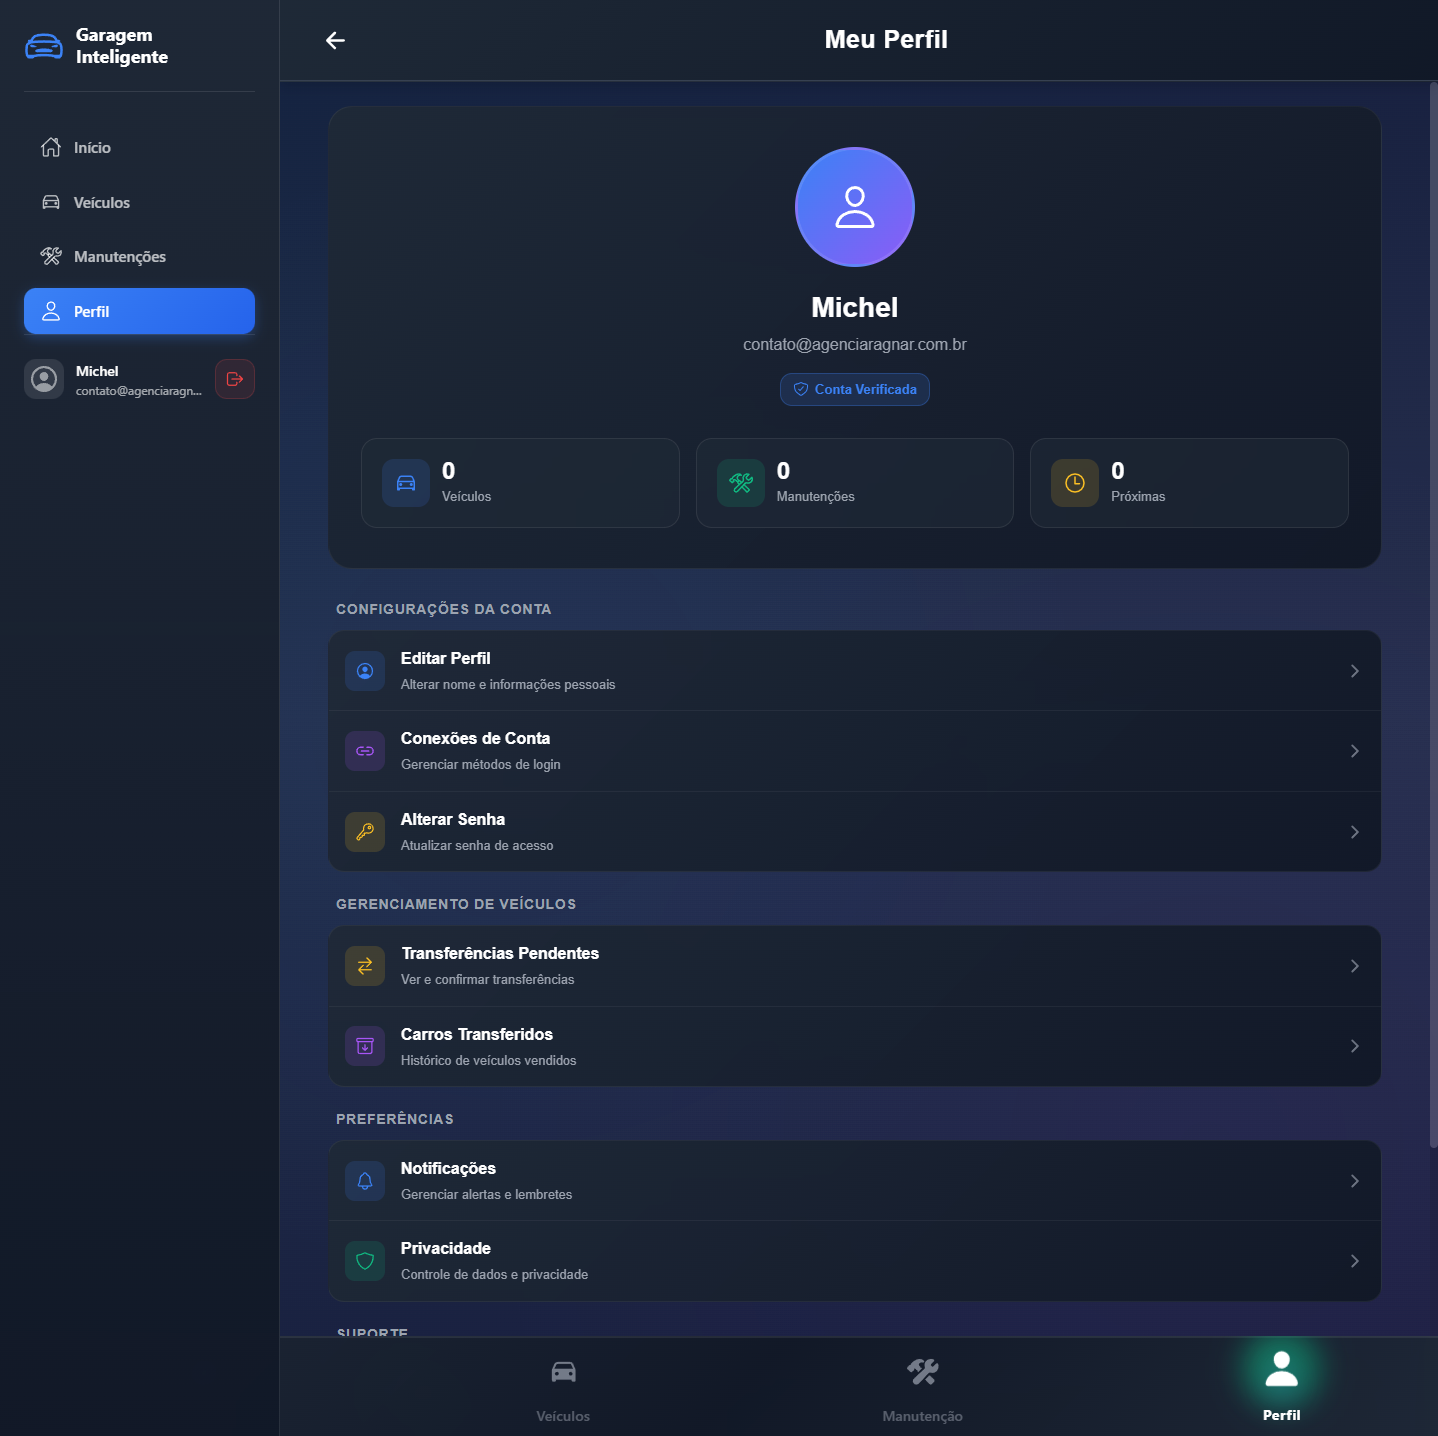 Garagem
Inteligente
Início
Veículos
Manutenções
Perfil
Michel
contato@agenciaragn...
Meu Perfil
Michel
contato@agenciaragnar.com.br
Conta Verificada
0
Veículos
0
Manutenções
0
Próximas
CONFIGURAÇÕES DA CONTA
Editar Perfil
Alterar nome e informações pessoais
Conexões de Conta
Gerenciar métodos de login
Alterar Senha
Atualizar senha de acesso
GERENCIAMENTO DE VEÍCULOS
Transferências Pendentes
Ver e confirmar transferências
Carros Transferidos
Histórico de veículos vendidos
PREFERÊNCIAS
Notificações
Gerenciar alertas e lembretes
Privacidade
Controle de dados e privacidade
SUPORTE
Veículos
Manutenção
Perfil